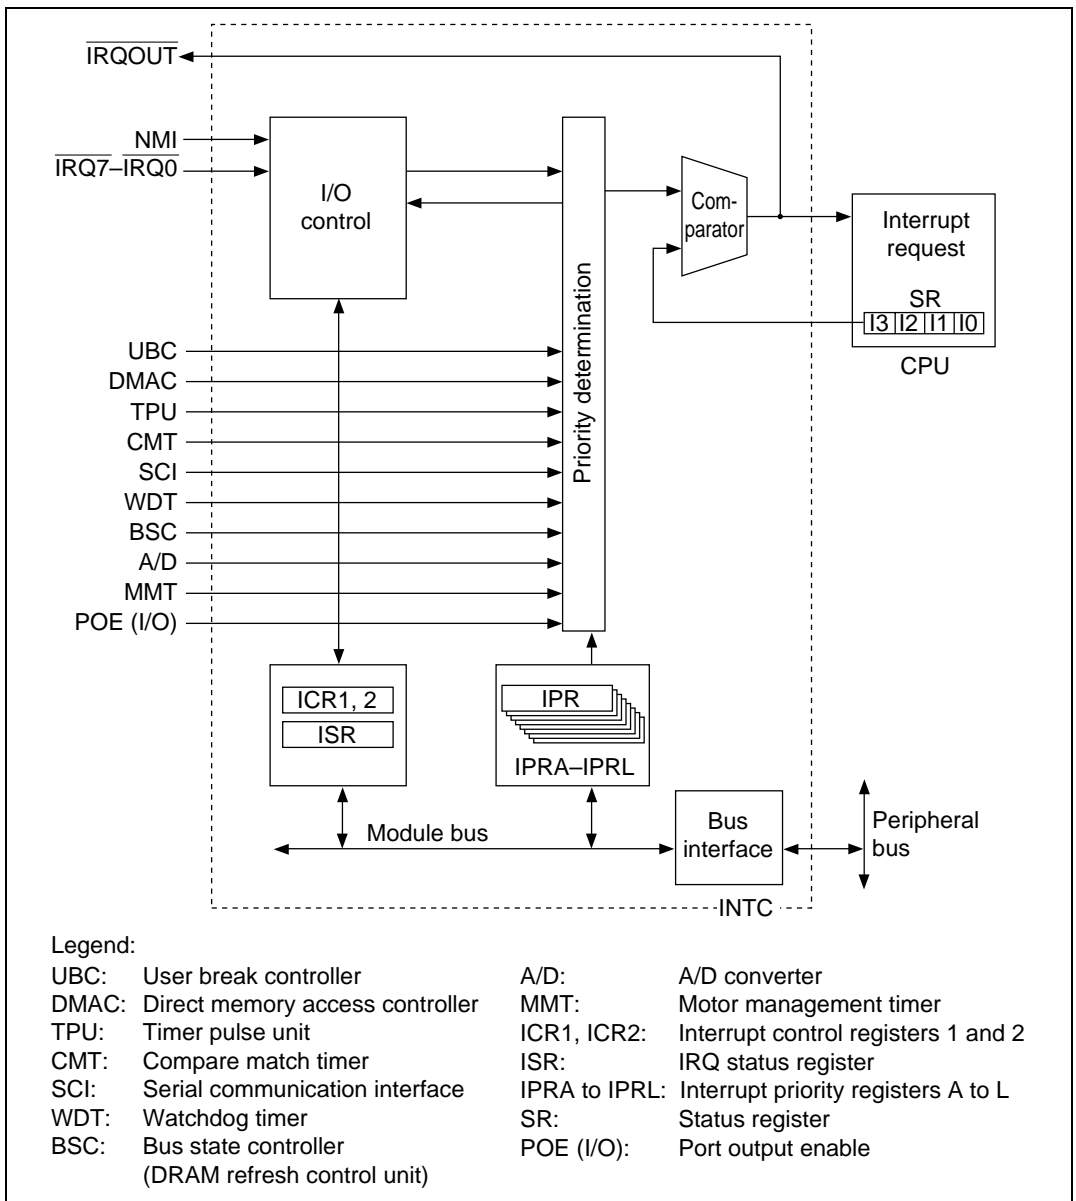 IRQOUT
NMI
IRQ7–IRQ0
I/O
control
Com-
parator
Interrupt
request
SR
I3 I2 I1 I0
CPU
Priority determination
UBC
DMAC
TPU
CMT
SCI
WDT
BSC
A/D
MMT
POE (I/O)
ICR1, 2
ISR
IPR
IPRA–IPRL
Module bus
Bus
interface
Peripheral
bus
INTC
Legend:
UBC: User break controller
DMAC: Direct memory access controller
TPU: Timer pulse unit
CMT: Compare match timer
SCI: Serial communication interface
WDT: Watchdog timer
BSC: Bus state controller
(DRAM refresh control unit)
A/D: A/D converter
MMT: Motor management timer
ICR1, ICR2: Interrupt control registers 1 and 2
ISR: IRQ status register
IPRA to IPRL: Interrupt priority registers A to L
SR: Status register
POE (I/O): Port output enable